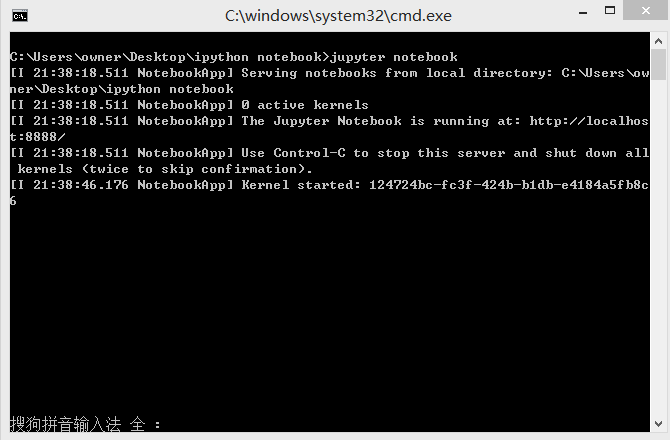 C:\windows\system32\cmd.exe
C:\Users\owner\Desktop\ipython notebook>jupyter notebook
[I 21:38:18.511 NotebookApp] Serving notebooks from local directory: C:\Users\ow
ner\Desktop\ipython notebook
[I 21:38:18.511 NotebookApp] 0 active kernels
[I 21:38:18.511 NotebookApp] The Jupyter Notebook is running at: http://localhos
t:8888/
[I 21:38:18.511 NotebookApp] Use Control-C to stop this server and shut down all
 kernels (twice to skip confirmation).
[I 21:38:46.176 NotebookApp] Kernel started: 124724bc-fc3f-424b-b1db-e4184a5fb8c
6
搜狗拼音输入法 全 :